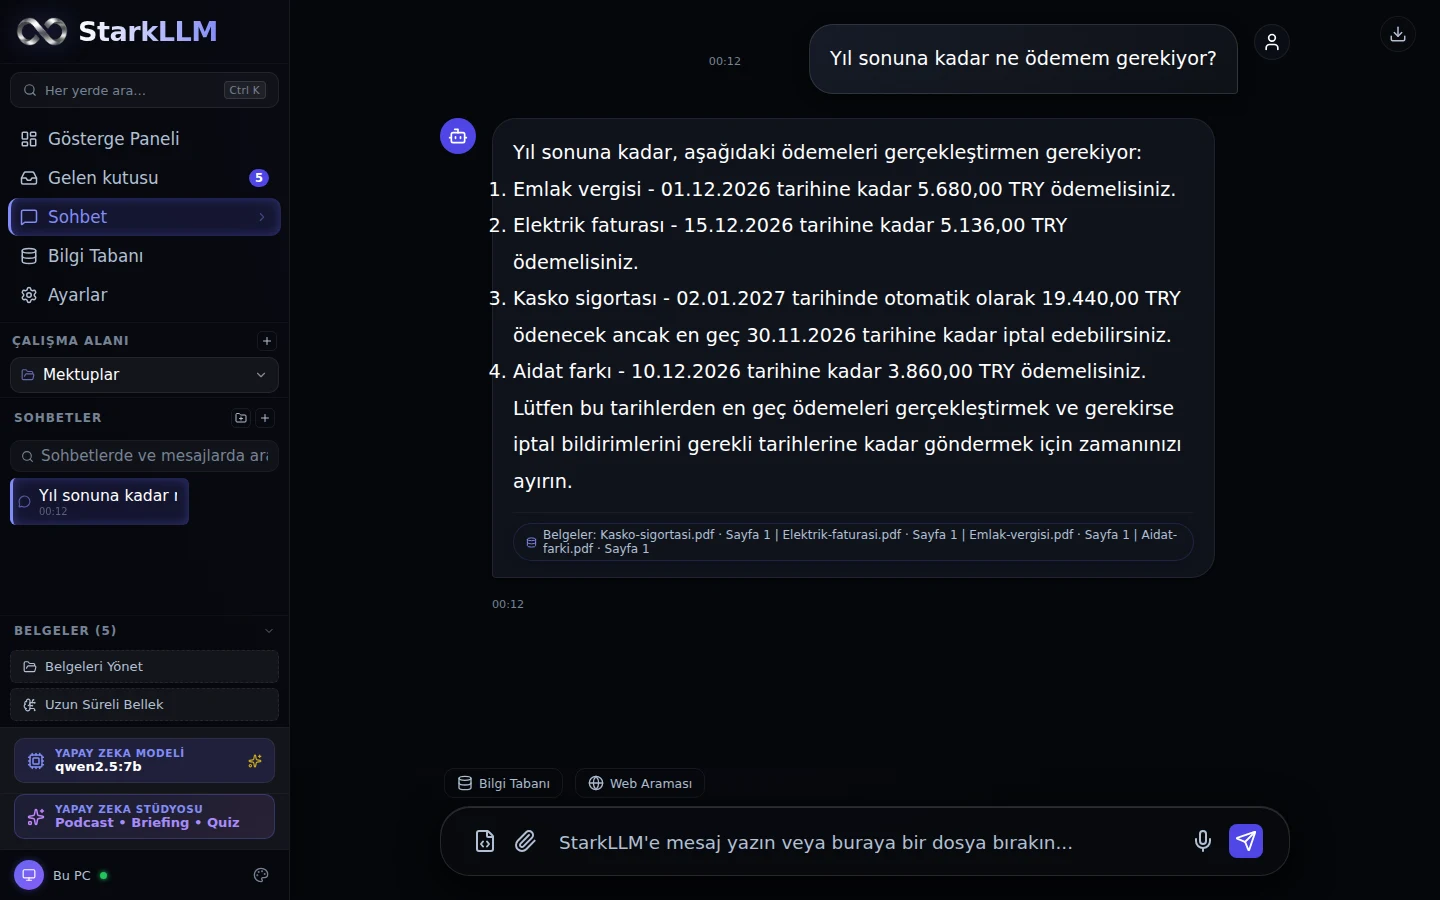 StarkLLM
Her yerde ara...
Ctrl K
Gösterge Paneli
Gelen kutusu
5
Sohbet
Bilgi Tabanı
Ayarlar
ÇALIŞMA ALANI
Mektuplar
SOHBETLER
Sohbetlerde ve mesajlarda ara
Yıl sonuna kadar
00:12
BELGELER (5)
Belgeleri Yönet
Uzun Süreli Bellek
YAPAY ZEKA MODELİ
qwen2.5:7b
YAPAY ZEKA STÜDYOSU
Podcast • Briefing • Quiz
Bu PC
00:12
Yıl sonuna kadar ne ödemem gerekiyor?
Yıl sonuna kadar, aşağıdaki ödemeleri gerçekleştirmen gerekiyor:
1. Emlak vergisi - 01.12.2026 tarihine kadar 5.680,00 TRY ödemelisiniz.
2. Elektrik faturası - 15.12.2026 tarihine kadar 5.136,00 TRY
ödemelisiniz.
3. Kasko sigortası - 02.01.2027 tarihinde otomatik olarak 19.440,00 TRY
ödenecek ancak en geç 30.11.2026 tarihine kadar iptal edebilirsiniz.
4. Aidat farkı - 10.12.2026 tarihine kadar 3.860,00 TRY ödemelisiniz.
Lütfen bu tarihlerden en geç ödemeleri gerçekleştirmek ve gerekirse
iptal bildirimlerini gerekli tarihlerine kadar göndermek için zamanınızı
ayırın.
Belgeler: Kasko-sigortasi.pdf · Sayfa 1 | Elektrik-faturasi.pdf · Sayfa 1 | Emlak-vergisi.pdf · Sayfa 1 | Aidat-
farki.pdf · Sayfa 1
00:12
Bilgi Tabanı
Web Araması
StarkLLM'e mesaj yazın veya buraya bir dosya bırakın...